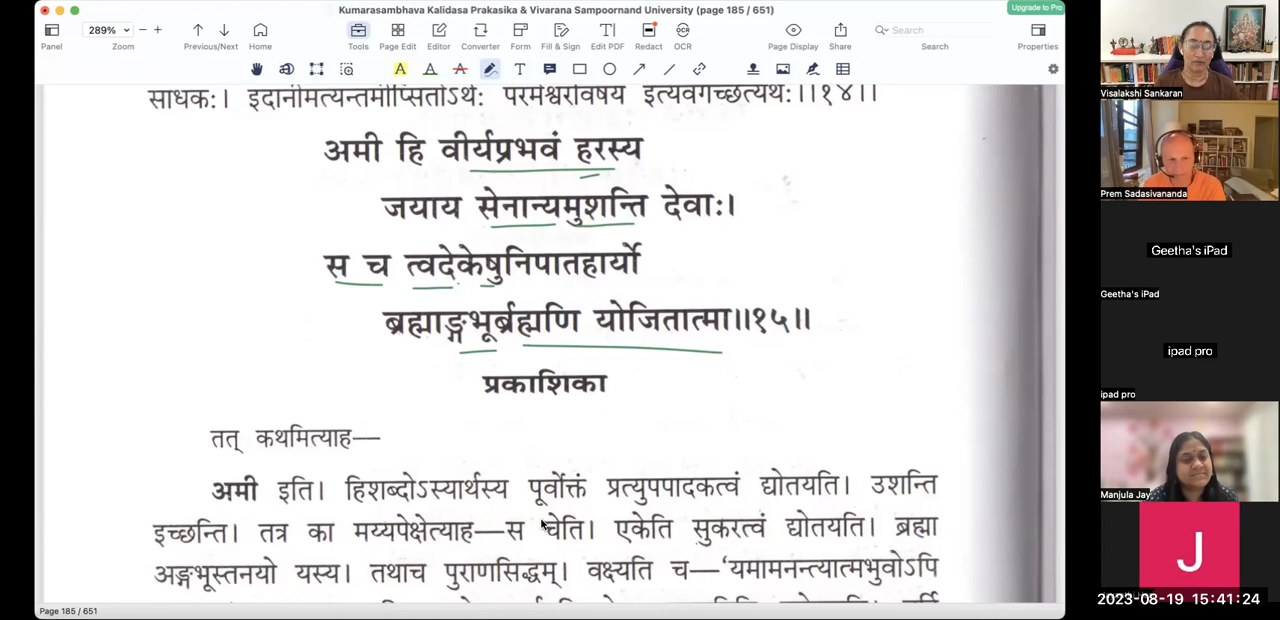 Kumarasambhava Kalidasa Prakasika & Vivarana Sampoornand University (page 185 / 651)
Upgrade to Pro
289%
Panel Zoom Previous/Next Home Tools Page Edit Editor Converter Form Fill & Sign Edit PDF Redact OCR Page Display Share Search Properties
Search
साधकः। इदानीमत्यन्तमीप्सितोऽर्थः परमेश्वरविषय इत्यवगच्छेत्यर्थः।।१४।।
अमी हि वीर्यप्रभवं हरस्य
जयाय सेनान्यमुशन्ति देवाः।
स च त्वदेकेषुनिपातहार्यो
ब्रह्माङ्गभूर्ब्रह्मणि योजितात्मा॥१५॥
प्रकाशिका
तत् कथमित्याह—
अमी इति। हिशब्दोऽस्यार्थस्य पूर्वोक्तं प्रत्युपपादकत्वं द्योतयति। उशन्ति
इच्छन्ति। तत्र का मय्यपेक्षेत्याह—स चेति। एकेति सुकरत्वं द्योतयति। ब्रह्मा
अङ्गभूस्तनयो यस्य। तथाच पुराणसिद्धम्। वक्ष्यति च—‘यमामनन्त्यात्मभुवोऽपि
Page 185 / 651
Visalakshi Sankaran
Prem Sadasivananda
Geetha's iPad
Geetha's iPad
ipad pro
ipad pro
Manjula Jay
J
2023-08-19 15:41:24